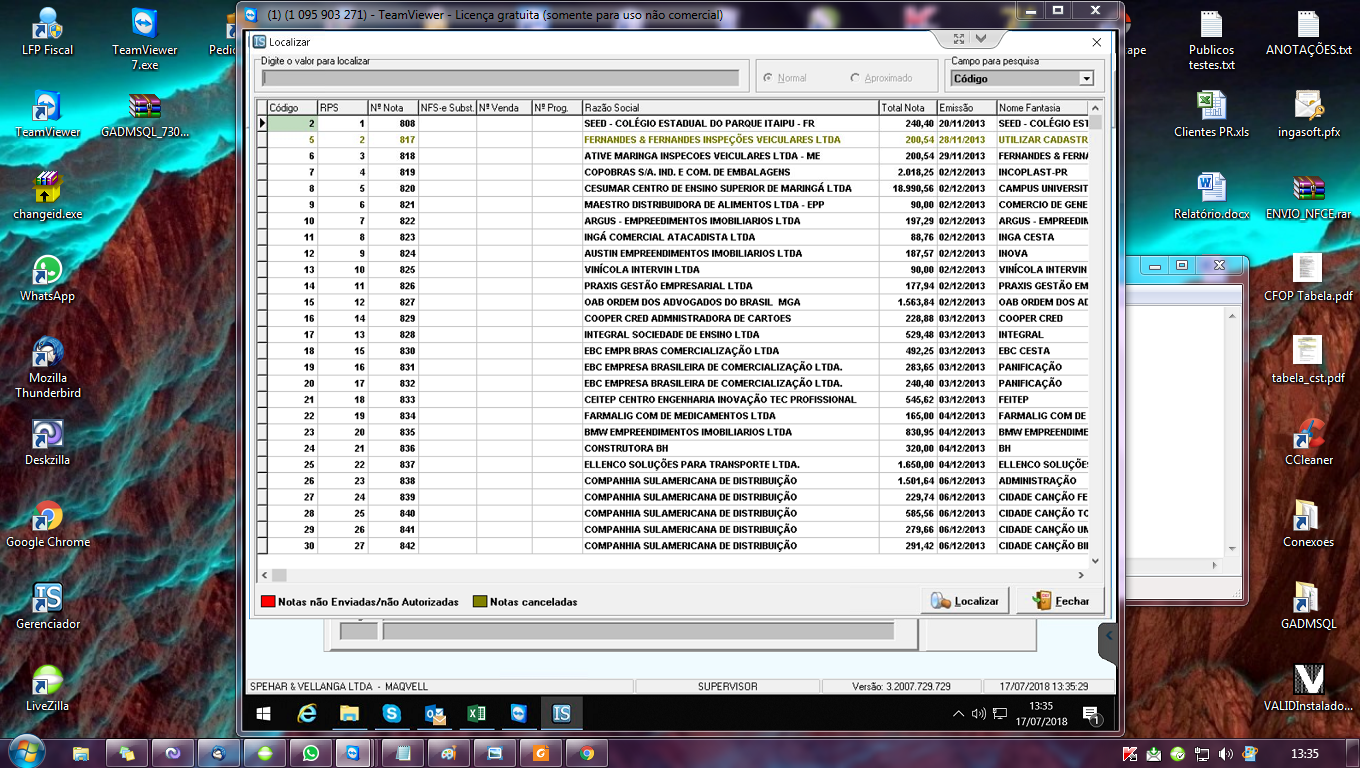 LFP Fiscal
TeamViewer 7.exe
TeamViewer
GADMSQL_730...
changeid.exe
WhatsApp
Mozilla Thunderbird
Deskzilla
Google Chrome
Gerenciador
LiveZilla
(1) (1 095 903 271) - TeamViewer - Licença gratuita (somente para uso não comercial)
Localizar
Digite o valor para localizar
Normal Aproximado
Campo para pesquisa
Código
Código RPS Nº Nota NFS-e Subst. Nº Venda Nº Prog. Razão Social Total Nota Emissão Nome Fantasia
2 1 808 SEED - COLÉGIO ESTADUAL DO PARQUE ITAIPU - FR 240,40 20/11/2013 SEED - COLÉGIO EST
5 2 817 FERNANDES & FERNANDES INSPEÇÕES VEICULARES LTDA 200,54 28/11/2013 UTILIZAR CADASTR
6 3 818 ATIVE MARINGA INSPECOES VEICULARES LTDA - ME 200,54 29/11/2013 FERNANDES & FERNA
7 4 819 COPOBRAS S/A. IND. E COM. DE EMBALAGENS 2.018,25 02/12/2013 INCOPLAST-PR
8 5 820 CESUMAR CENTRO DE ENSINO SUPERIOR DE MARINGÁ LTDA 18.990,56 02/12/2013 CAMPUS UNIVERSIT
9 6 821 MAESTRO DISTRIBUIDORA DE ALIMENTOS LTDA - EPP 90,00 02/12/2013 COMERCIO DE GENE
10 7 822 ARGUS - EMPREEDIMENTOS IMOBILIARIOS LTDA 197,29 02/12/2013 ARGUS - EMPREEDIM
11 8 823 INGÁ COMERCIAL ATACADISTA LTDA 88,76 02/12/2013 INGA CESTA
12 9 824 AUSTIN EMPREENDIMENTOS IMOBILIARIOS LTDA 187,57 02/12/2013 INOVA
13 10 825 VINÍCOLA INTERVIN LTDA 90,00 02/12/2013 VINÍCOLA INTERVIN
14 11 826 PRAXIS GESTÃO EMPRESARIAL LTDA 177,94 02/12/2013 PRAXIS GESTÃO EM
15 12 827 OAB ORDEM DOS ADVOGADOS DO BRASIL MGA 1.563,84 02/12/2013 OAB ORDEM DOS AD
16 14 829 COOPER CRED ADMNISTRADORA DE CARTOES 228,88 03/12/2013 COOPER CRED
17 13 828 INTEGRAL SOCIEDADE DE ENSINO LTDA 529,48 03/12/2013 INTEGRAL
18 15 830 EBC EMPR BRAS COMERCIALIZAÇÃO LTDA 492,25 03/12/2013 EBC CESTA
19 16 831 EBC EMPRESA BRASILEIRA DE COMERCIALIZAÇÃO LTDA. 283,65 03/12/2013 PANIFICAÇÃO
20 17 832 EBC EMPRESA BRASILEIRA DE COMERCIALIZAÇÃO LTDA. 240,40 03/12/2013 PANIFICAÇÃO
21 18 833 CEITEP CENTRO ENGENHARIA INOVAÇÃO TEC PROFISSIONAL 545,62 03/12/2013 FEITEP
22 19 834 FARMALIG COM DE MEDICAMENTOS LTDA 165,00 04/12/2013 FARMALIG COM DE
23 20 835 BMW EMPREENDIMENTOS IMOBILIARIOS LTDA 830,95 04/12/2013 BMW EMPREENDIME
24 21 836 CONSTRUTORA BH 320,00 04/12/2013 BH
25 22 837 ELLENCO SOLUÇÕES PARA TRANSPORTE LTDA. 1.650,00 04/12/2013 ELLENCO SOLUÇÕES
26 23 838 COMPANHIA SULAMERICANA DE DISTRIBUIÇÃO 1.501,64 06/12/2013 ADMINISTRAÇÃO
27 24 839 COMPANHIA SULAMERICANA DE DISTRIBUIÇÃO 229,74 06/12/2013 CIDADE CANÇÃO FE
28 25 840 COMPANHIA SULAMERICANA DE DISTRIBUIÇÃO 585,56 06/12/2013 CIDADE CANÇÃO TO
29 26 841 COMPANHIA SULAMERICANA DE DISTRIBUIÇÃO 279,66 06/12/2013 CIDADE CANÇÃO UM
30 27 842 COMPANHIA SULAMERICANA DE DISTRIBUIÇÃO 291,42 06/12/2013 CIDADE CANÇÃO BI
Notas não Enviadas/não Autorizadas Notas canceladas Localizar Fechar
SPEHAR & VELLANGA LTDA - MAQVELL SUPERVISOR Versão: 3.2007.729.729 17/07/2018 13:35:29
13:35
17/07/2018
1
Publicos testes.txt
ANOTAÇÕES.txt
Clientes PR.xls
ingasoft.pfx
Relatório.docx
ENVIO_NFCE.rar
CFOP Tabela.pdf
tabela_cst.pdf
CCleaner
Conexoes
GADMSQL
VALIDInstalado...
13:35